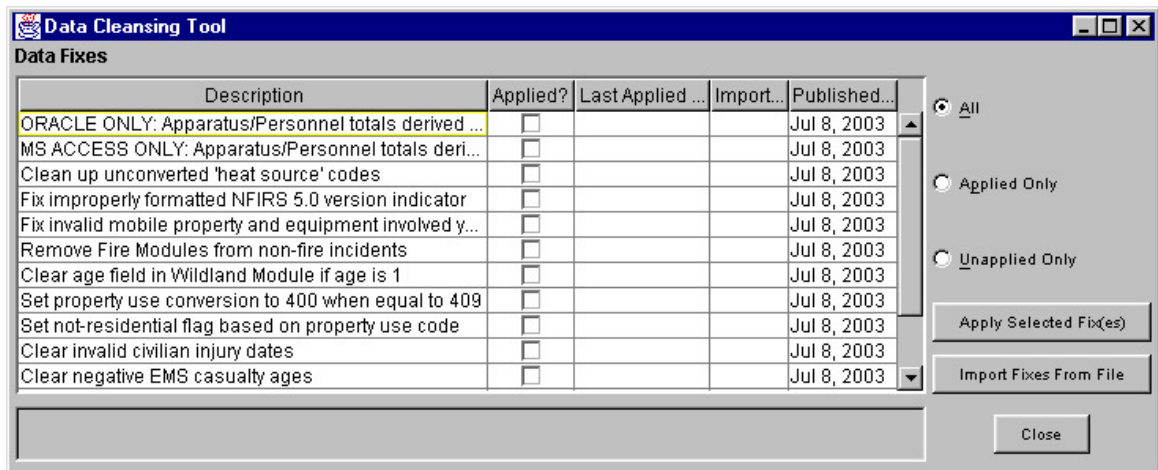 Data Cleansing Tool
Data Fixes
Description Applied? Last Applied ... Import... Published...
ORACLE ONLY: Apparatus/Personnel totals derived ... Jul 8, 2003
MS ACCESS ONLY: Apparatus/Personnel totals deri... Jul 8, 2003
Clean up unconverted 'heat source' codes Jul 8, 2003
Fix improperly formatted NFIRS 5.0 version indicator Jul 8, 2003
Fix invalid mobile property and equipment involved y... Jul 8, 2003
Remove Fire Modules from non-fire incidents Jul 8, 2003
Clear age field in Wildland Module if age is 1 Jul 8, 2003
Set property use conversion to 400 when equal to 409 Jul 8, 2003
Set not-residential flag based on property use code Jul 8, 2003
Clear invalid civilian injury dates Jul 8, 2003
Clear negative EMS casualty ages Jul 8, 2003
All
Applied Only
Unapplied Only
Apply Selected Fix(es)
Import Fixes From File
Close